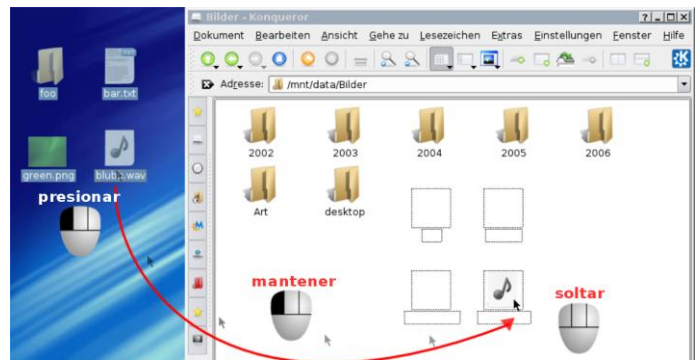 Bilder - Konqueror
Dokument Bearbeiten Ansicht Gehe zu Lesezeichen Extras Einstellungen Fenster Hilfe
Adresse: /mnt/data/Bilder
foo
bar.txt
green.png
blubb.wav
presionar
2002
2003
2004
2005
2006
Art
desktop
mantener
soltar